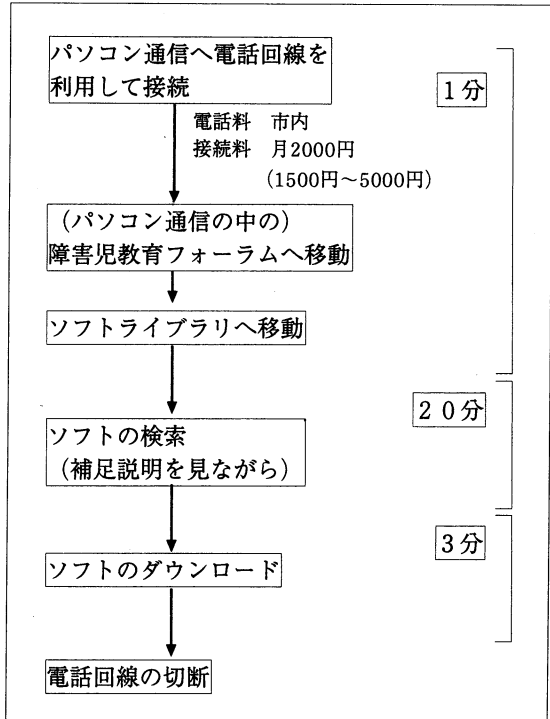 パソコン通信へ電話回線を
利用して接続
1分
電話料 市内
接続料 月2000円
(1500円～5000円)
(パソコン通信の中の)
障害児教育フォーラムへ移動
ソフトライブラリへ移動
20分
ソフトの検索
(補足説明を見ながら)
3分
ソフトのダウンロード
電話回線の切断